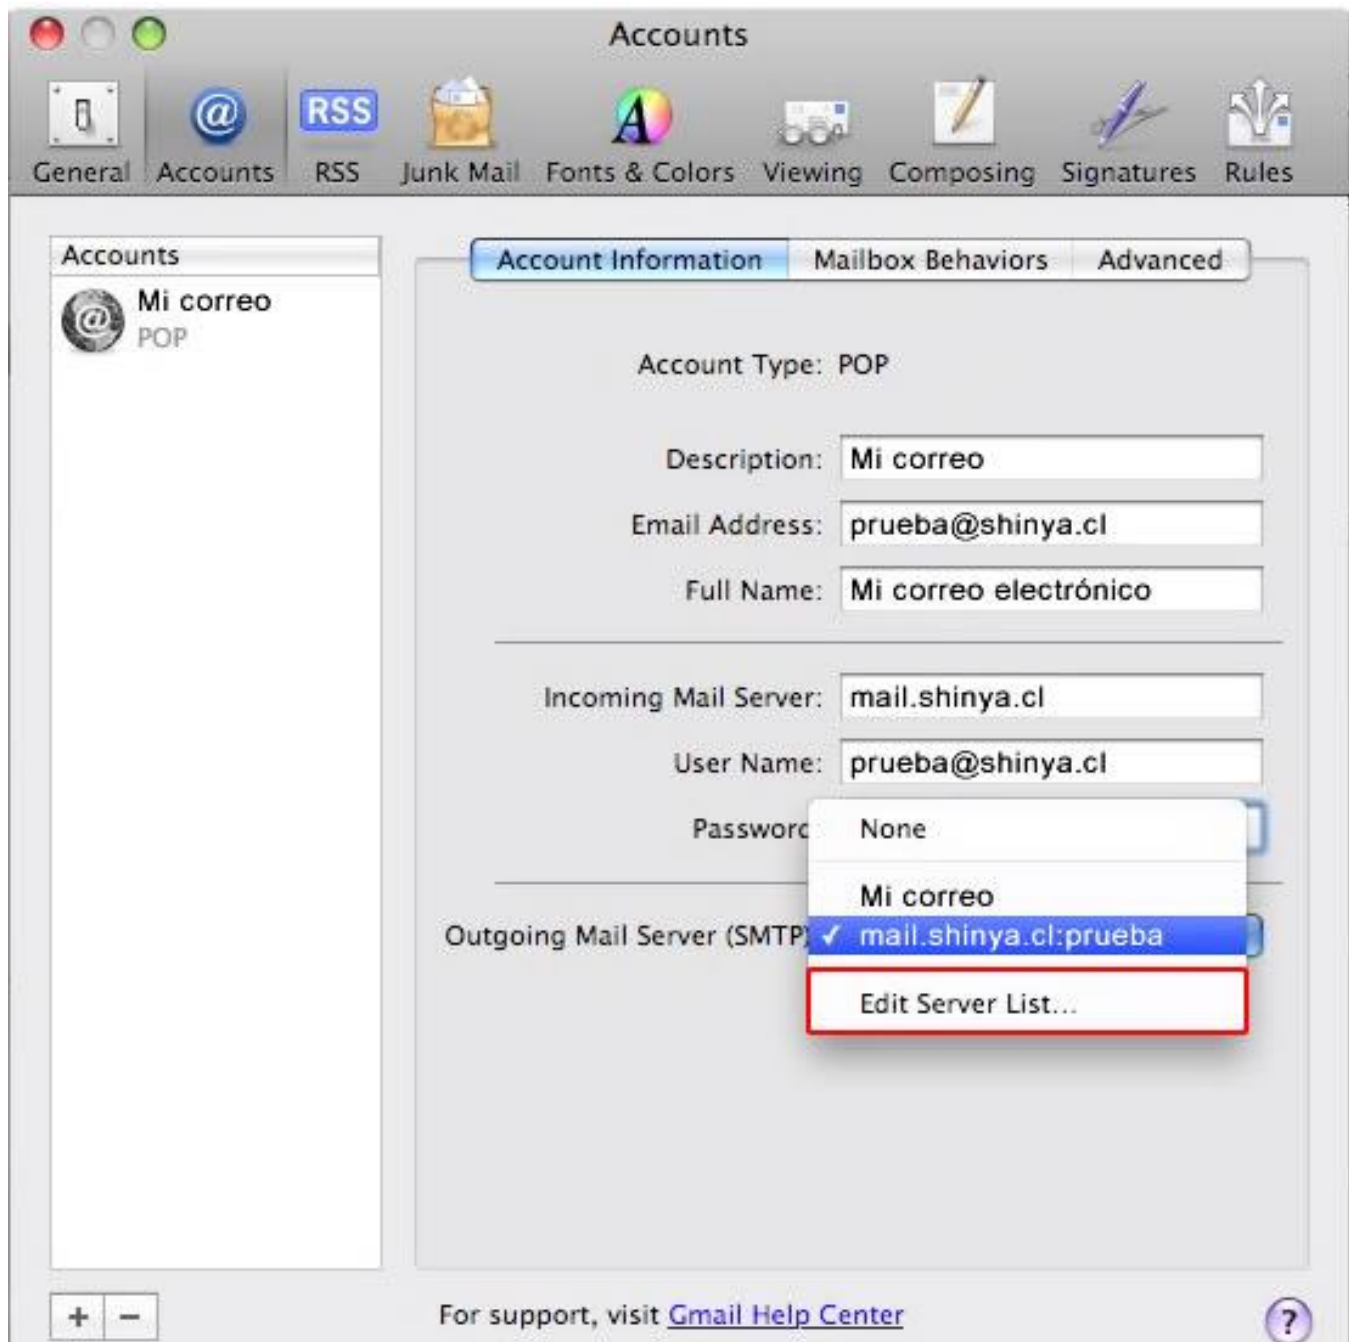 Accounts
RSS
General Accounts RSS Junk Mail Fonts & Colors Viewing Composing Signatures Rules
Accounts
Mi correo
POP
Account Information Mailbox Behaviors Advanced
Account Type: POP
Description: Mi correo
Email Address: prueba@shinya.cl
Full Name: Mi correo electrónico
Incoming Mail Server: mail.shinya.cl
User Name: prueba@shinya.cl
Password None
Mi correo
Outgoing Mail Server (SMTP) ✓ mail.shinya.cl:prueba
Edit Server List...
+ − For support, visit Gmail Help Center ?